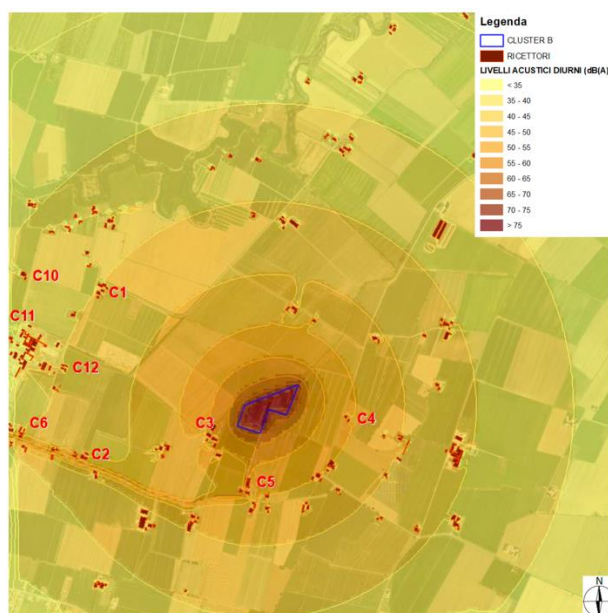 Legenda
CLUSTER B
RICETTORI
LIVELLI ACUSTICI DIURNI (dB(A)
< 35
35 - 40
40 - 45
45 - 50
50 - 55
55 - 60
60 - 65
65 - 70
70 - 75
> 75
C10
C1
C11
C12
C6
C3
C4
C2
C5
N